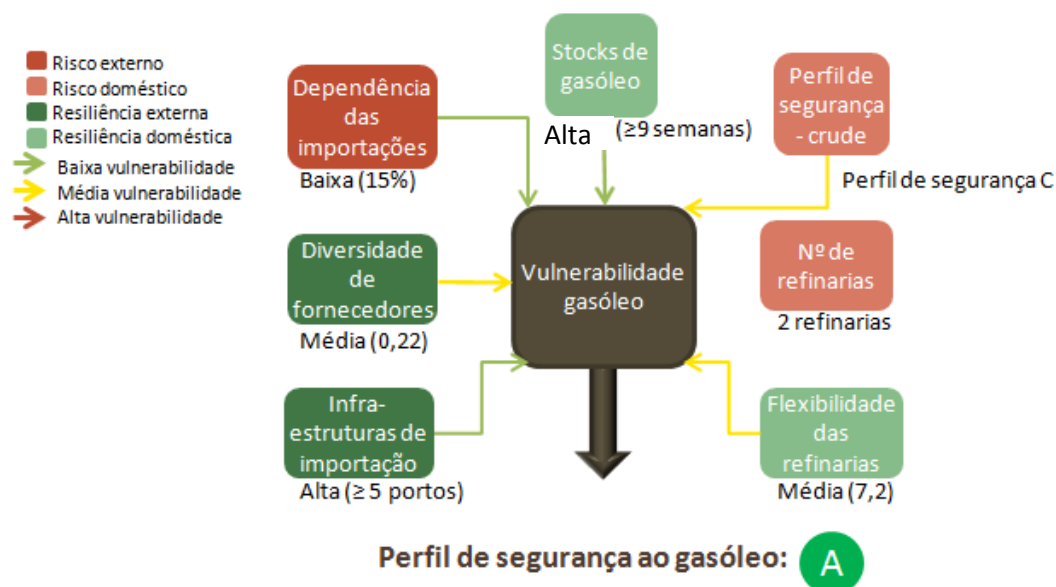 Risco externo
Risco doméstico
Resiliência externa
Resiliência doméstica
Baixa vulnerabilidade
Média vulnerabilidade
Alta vulnerabilidade
Dependência
das
importações
Baixa (15%)
Stocks de
gasóleo
Alta (≥9 semanas)
Perfil de
segurança
- crude
Perfil de segurança C
Diversidade
de
fornecedores
Média (0,22)
Vulnerabilidade
gasóleo
Nº de
refinarias
2 refinarias
Infra-
estruturas de
importação
Alta (≥ 5 portos)
Flexibilidade
das
refinarias
Média (7,2)
Perfil de segurança ao gasóleo: A